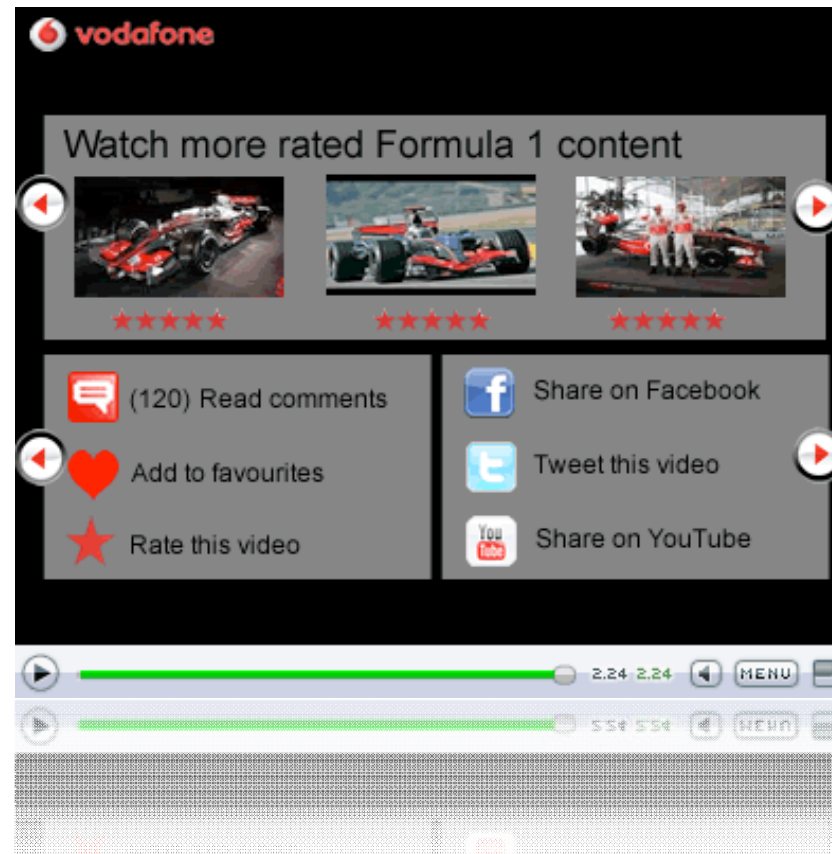 vodafone
Watch more rated Formula 1 content
(120) Read comments
Add to favourites
Rate this video
f Share on Facebook
t Tweet this video
You Tube Share on YouTube
2.24 2.24 MENU